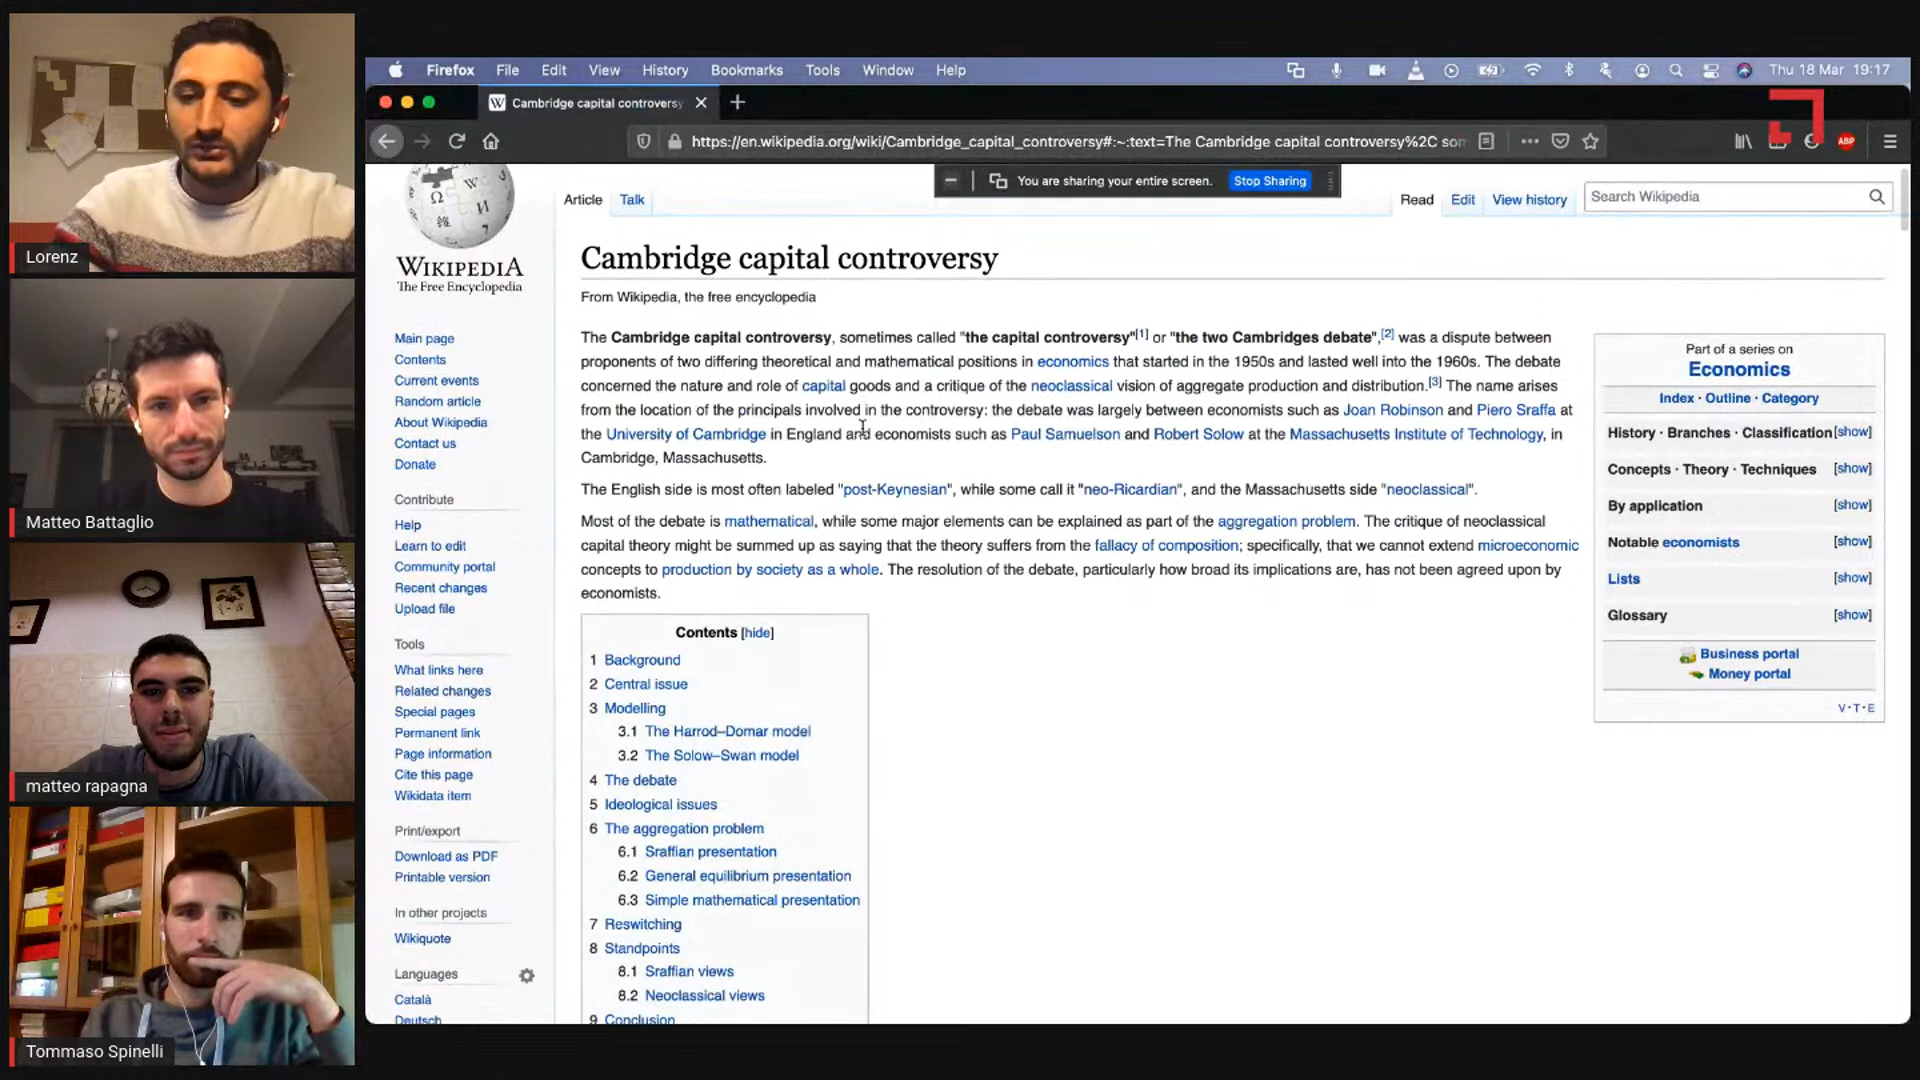 Lorenz
Matteo Battaglio
matteo rapagna
Tommaso Spinelli
Firefox File Edit View History Bookmarks Tools Window Help Thu 18 Mar 19:17
Cambridge capital controversy
https://en.wikipedia.org/wiki/Cambridge_capital_controversy#:~:text=The Cambridge capital controversy%2C som
ABP
You are sharing your entire screen. Stop Sharing
WIKIPEDIA
The Free Encyclopedia
Main page
Contents
Current events
Random article
About Wikipedia
Contact us
Donate
Contribute
Help
Learn to edit
Community portal
Recent changes
Upload file
Tools
What links here
Related changes
Special pages
Permanent link
Page information
Cite this page
Wikidata item
Print/export
Download as PDF
Printable version
In other projects
Wikiquote
Languages
Català
Deutsch
Article Talk Read Edit View history Search Wikipedia
Cambridge capital controversy
From Wikipedia, the free encyclopedia
The Cambridge capital controversy, sometimes called "the capital controversy"[1] or "the two Cambridges debate",[2] was a dispute between
proponents of two differing theoretical and mathematical positions in economics that started in the 1950s and lasted well into the 1960s. The debate
concerned the nature and role of capital goods and a critique of the neoclassical vision of aggregate production and distribution.[3] The name arises
from the location of the principals involved in the controversy: the debate was largely between economists such as Joan Robinson and Piero Sraffa at
the University of Cambridge in England and economists such as Paul Samuelson and Robert Solow at the Massachusetts Institute of Technology, in
Cambridge, Massachusetts.
The English side is most often labeled "post-Keynesian", while some call it "neo-Ricardian", and the Massachusetts side "neoclassical".
Most of the debate is mathematical, while some major elements can be explained as part of the aggregation problem. The critique of neoclassical
capital theory might be summed up as saying that the theory suffers from the fallacy of composition; specifically, that we cannot extend microeconomic
concepts to production by society as a whole. The resolution of the debate, particularly how broad its implications are, has not been agreed upon by
economists.
Contents [hide]
1 Background
2 Central issue
3 Modelling
3.1 The Harrod–Domar model
3.2 The Solow–Swan model
4 The debate
5 Ideological issues
6 The aggregation problem
6.1 Sraffian presentation
6.2 General equilibrium presentation
6.3 Simple mathematical presentation
7 Reswitching
8 Standpoints
8.1 Sraffian views
8.2 Neoclassical views
9 Conclusion
Part of a series on
Economics
Index · Outline · Category
History · Branches · Classification [show]
Concepts · Theory · Techniques [show]
By application [show]
Notable economists [show]
Lists [show]
Glossary [show]
Business portal
Money portal
V·T·E